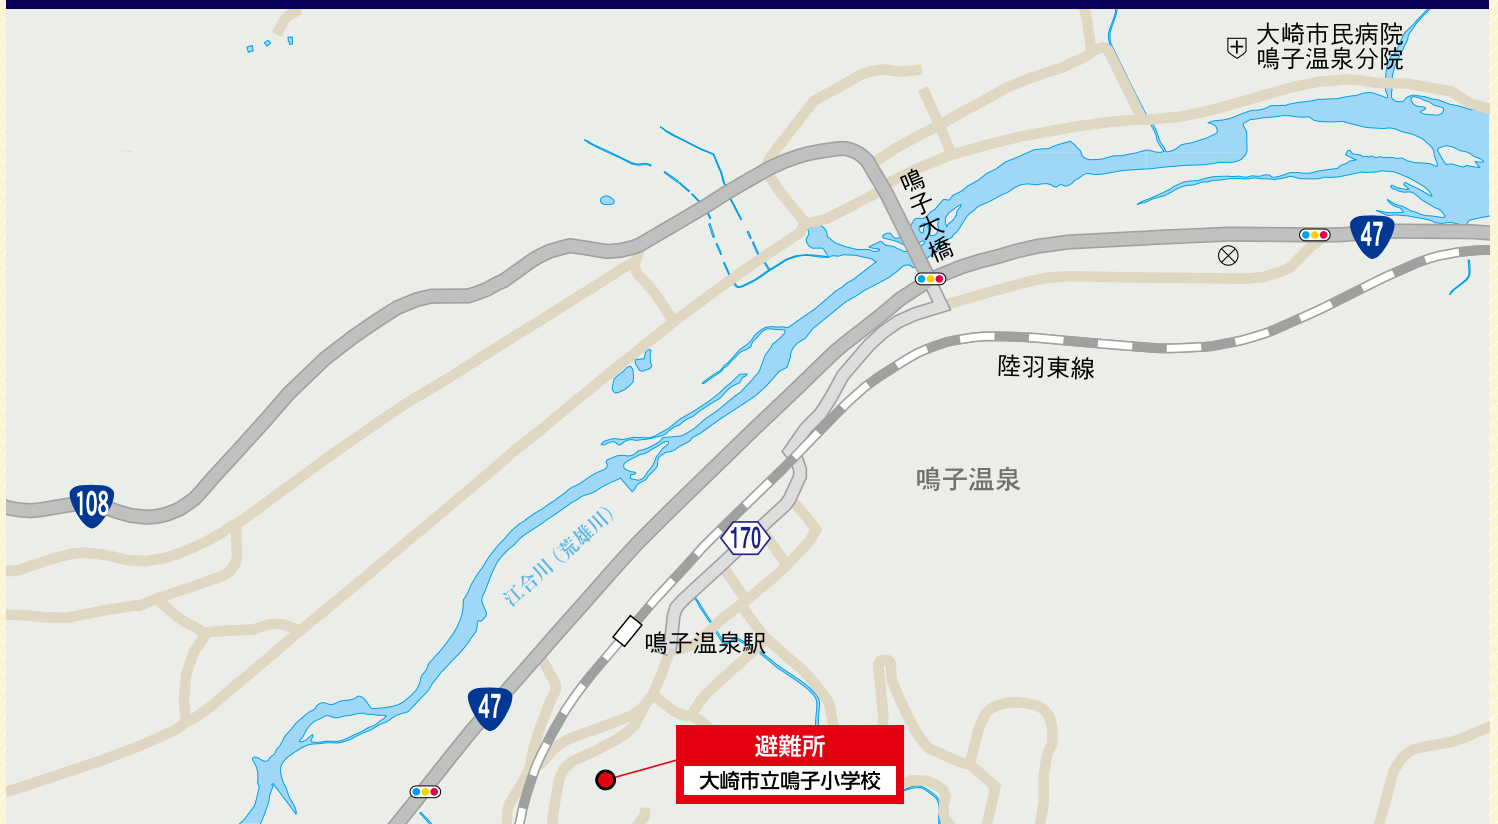 大崎市民病院
鳴子温泉分院
鳴子大橋
47
陸羽東線
鳴子温泉
108
170
江合川（荒雄川）
鳴子温泉駅
47
避難所
大崎市立鳴子小学校